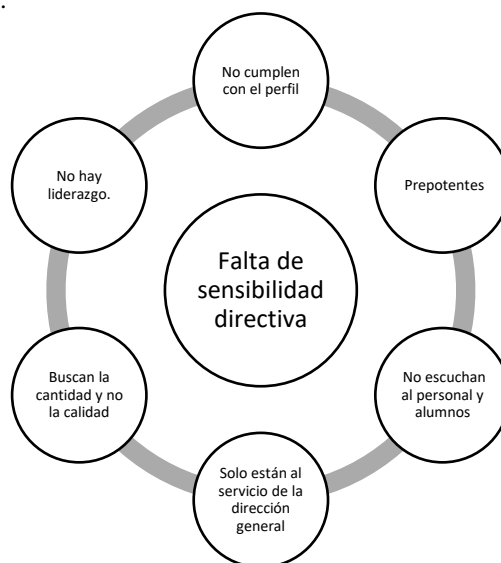 .
No cumplen
con el perfil
Prepotentes
No escuchan
al personal y
alumnos
Solo están al
servicio de la
dirección
general
Buscan la
cantidad y no
la calidad
No hay
liderazgo.
Falta de
sensibilidad
directiva